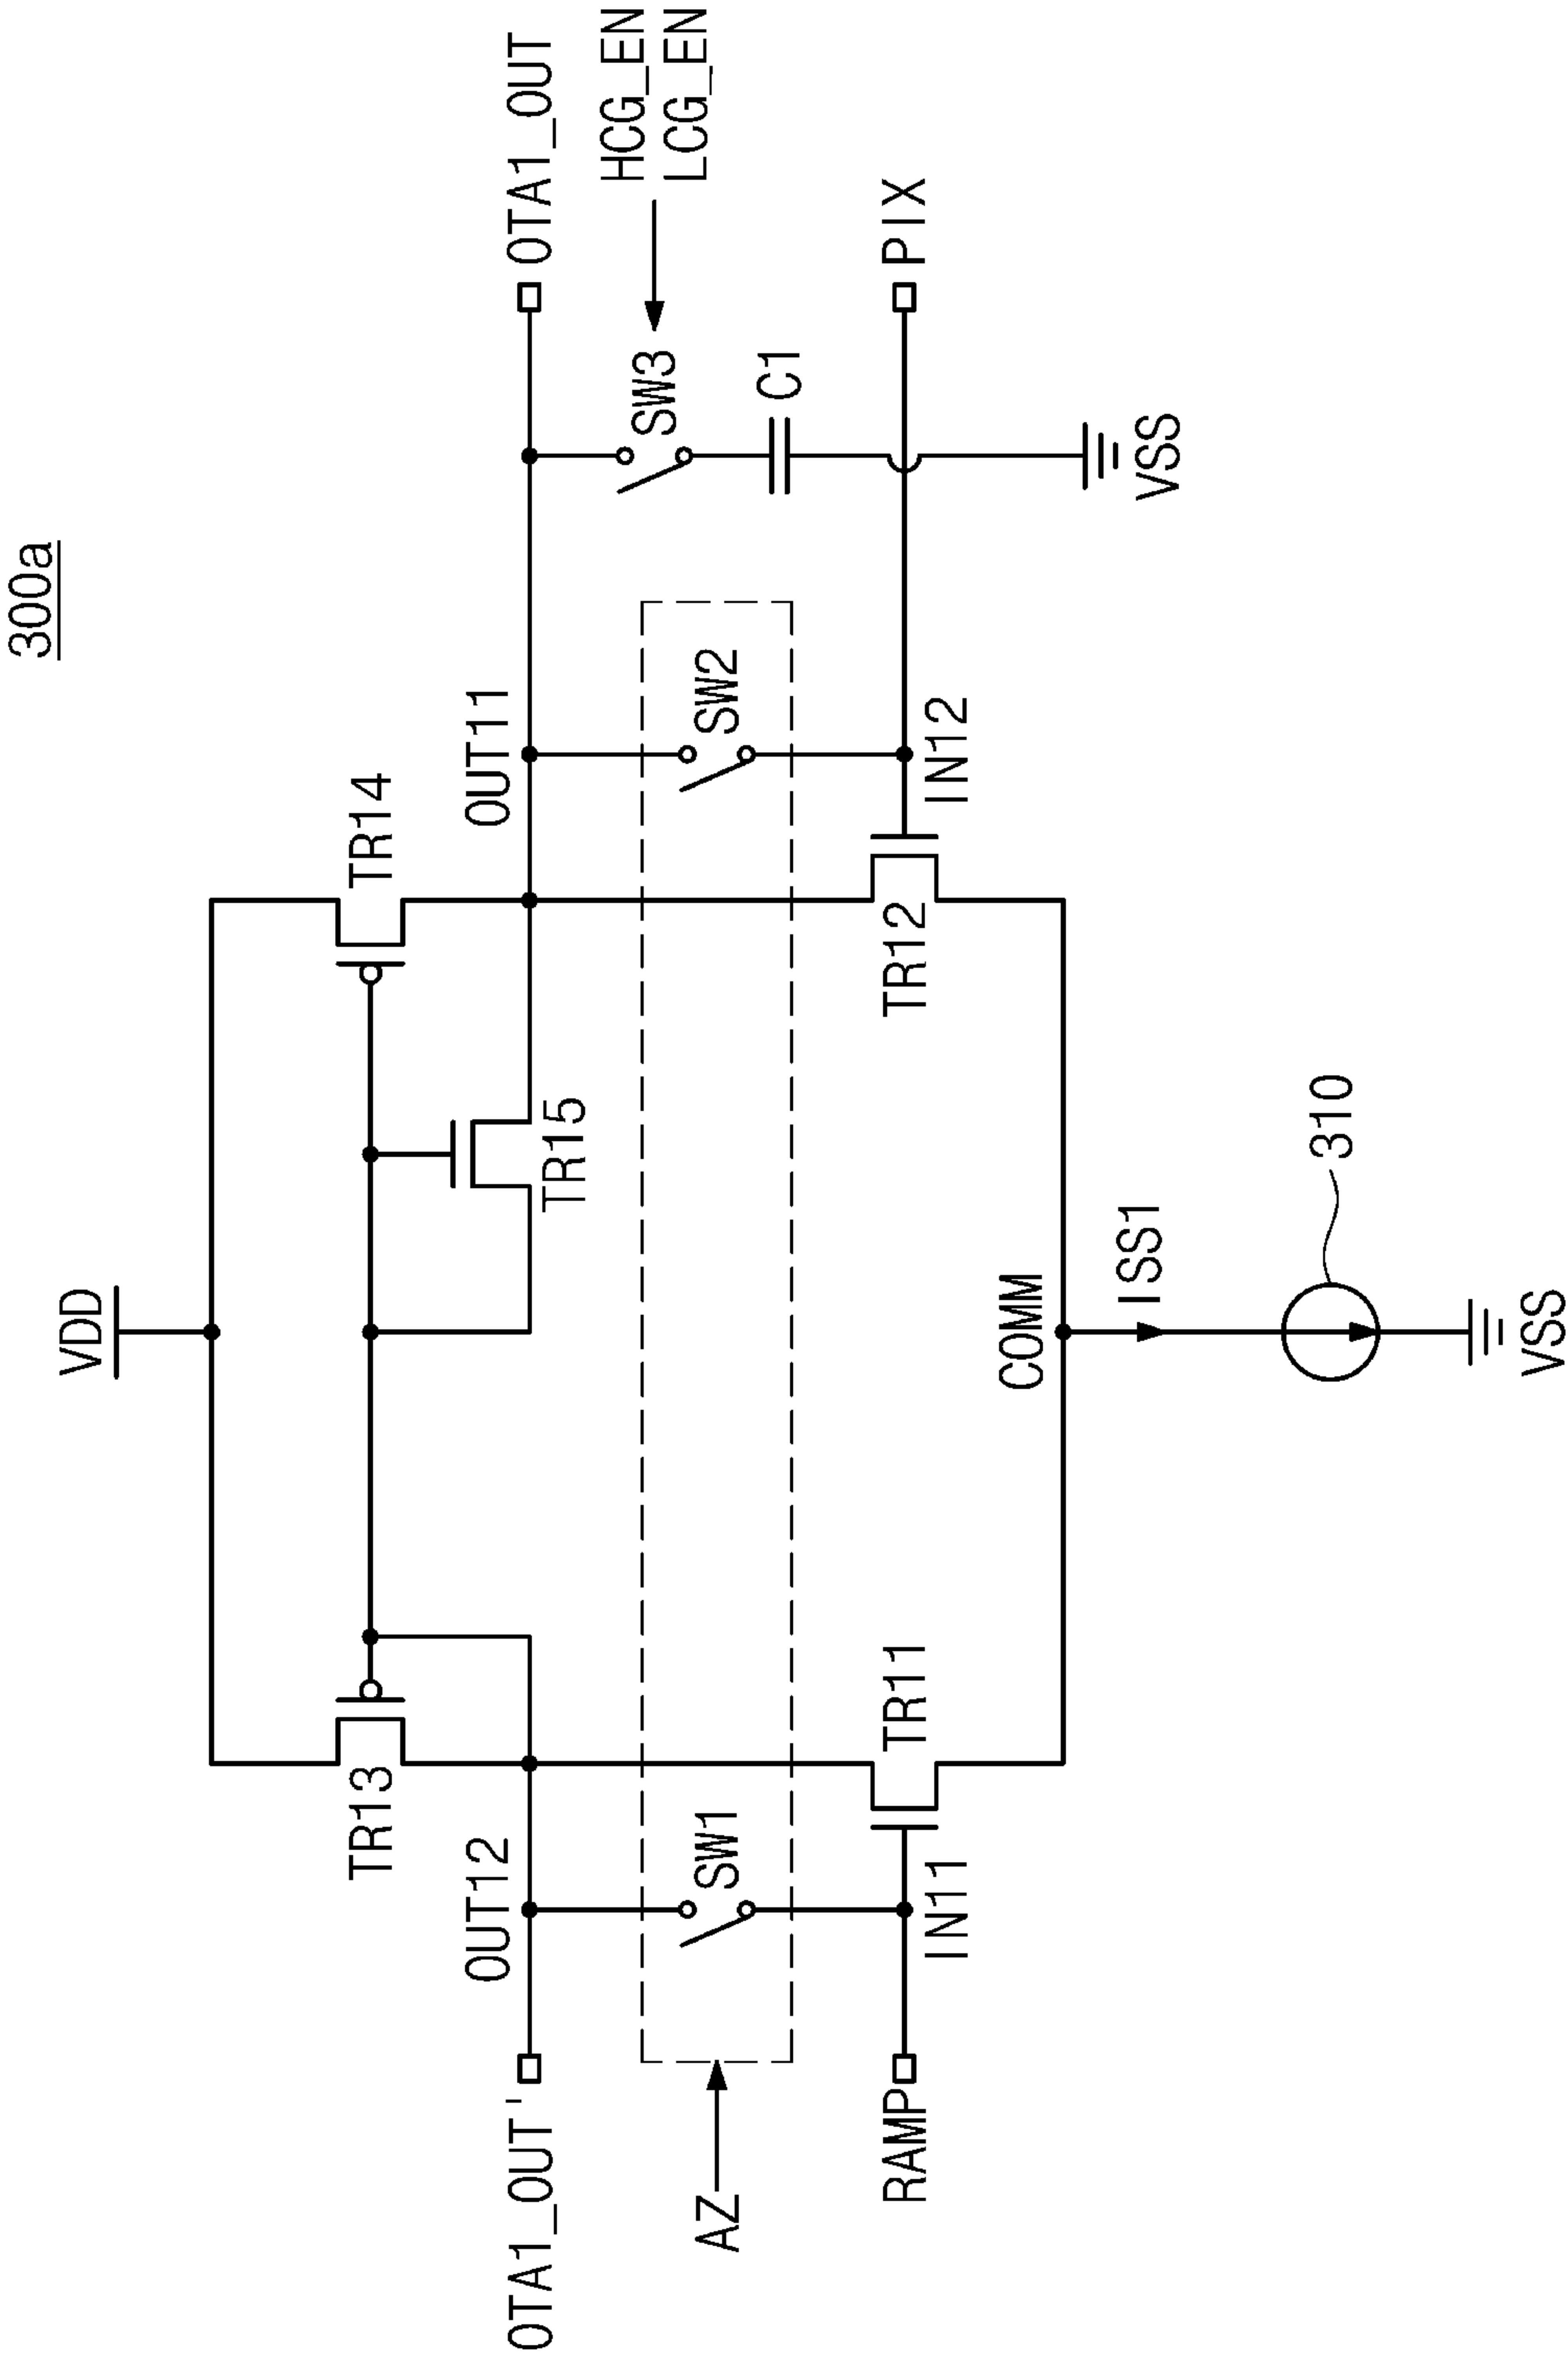 300a
VDD
TR13
TR14
OUT12
OUT11
OTA1_OUT'
OTA1_OUT
TR15
HCG_EN
LCG_EN
SW3
AZ
SW1
SW2
C1
RAMP
TR11
TR12
PIX
IN11
IN12
COMM
ISS1
VSS
310
VSS